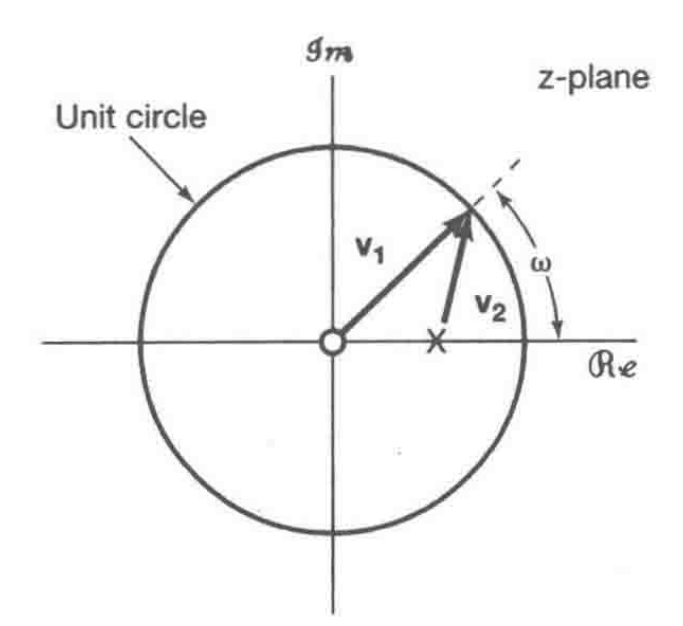 ℐm
z-plane
Unit circle
v₁
ω
v₂
ℛe